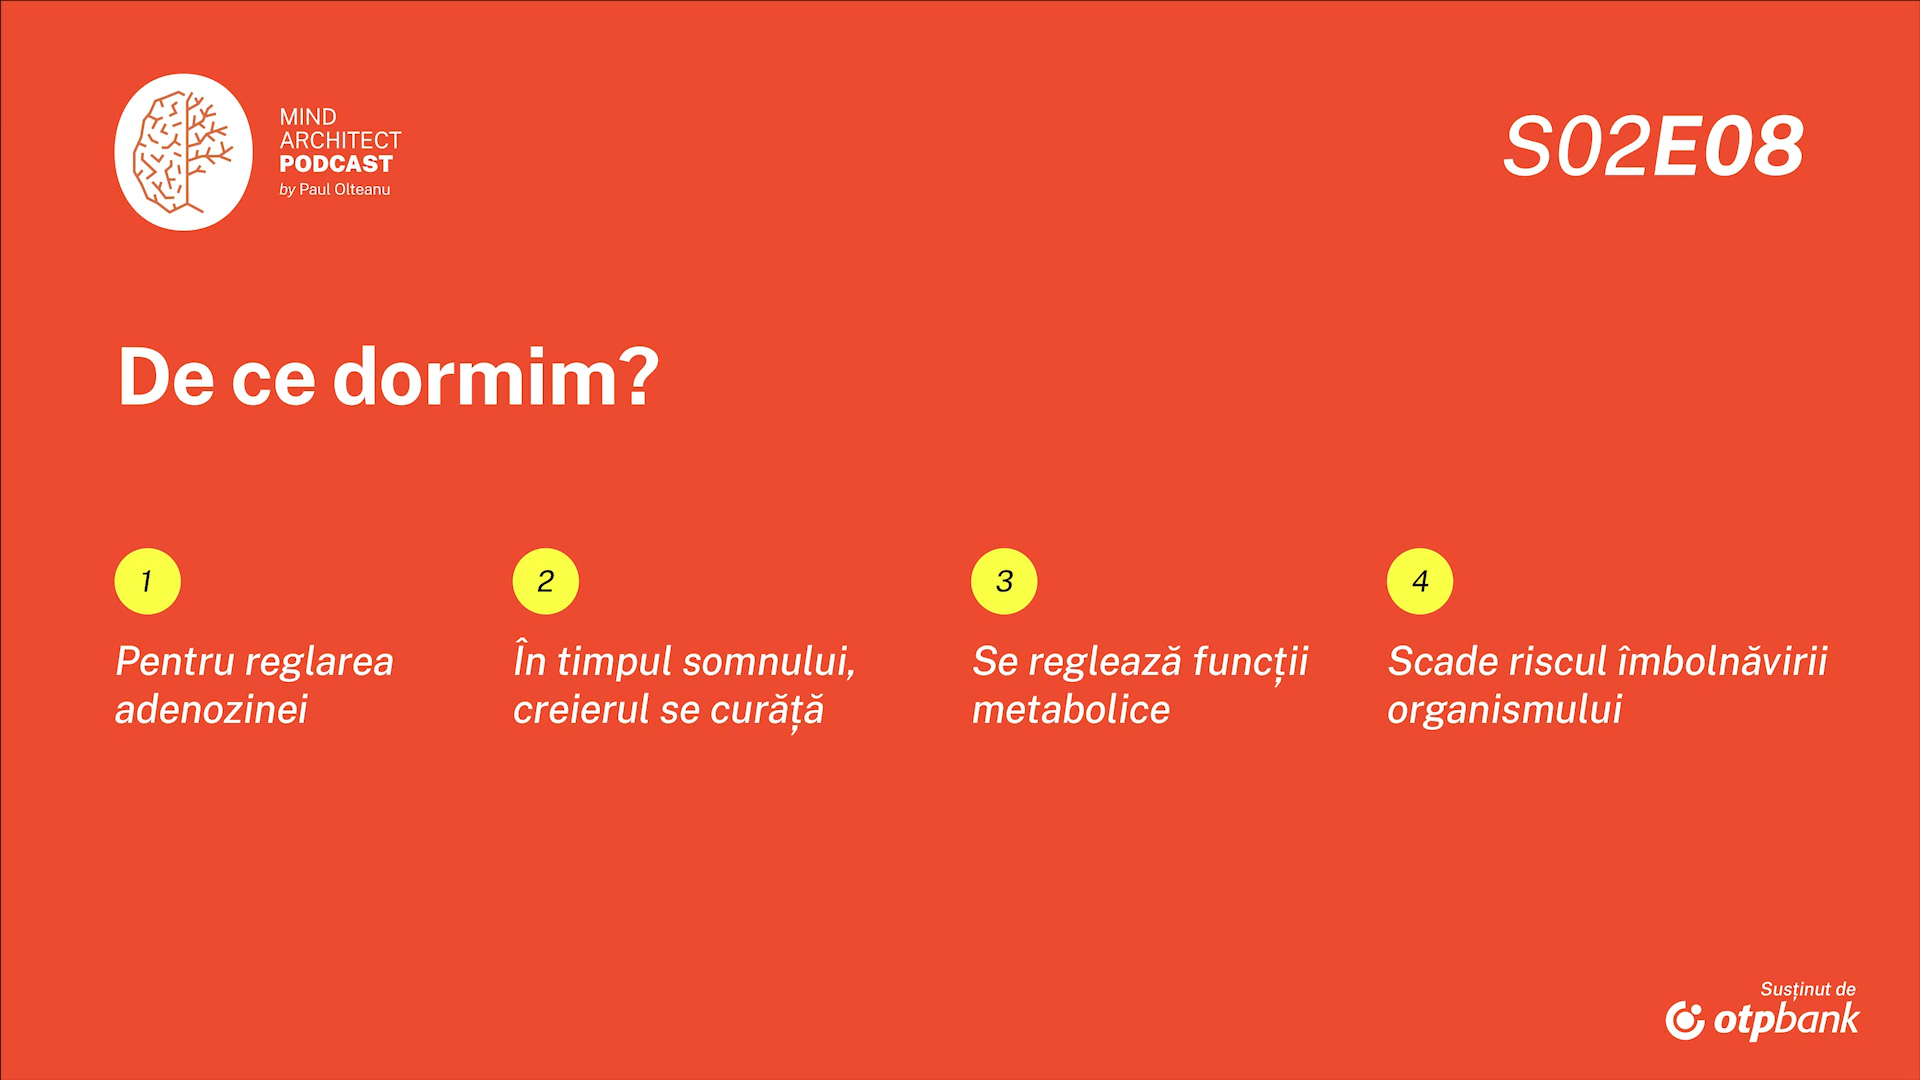 MIND
ARCHITECT
PODCAST
by Paul Olteanu
S02E08
De ce dormim?
1
Pentru reglarea
adenozinei
2
În timpul somnului,
creierul se curăță
3
Se reglează funcții
metabolice
4
Scade riscul îmbolnăvirii
organismului
Susținut de
otpbank